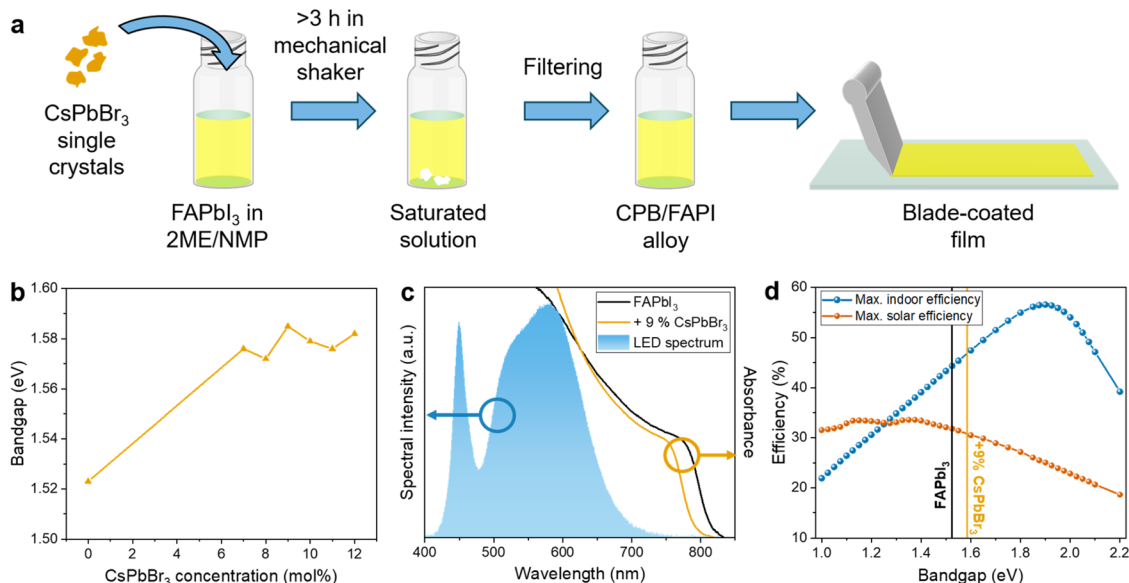 a
CsPbBr₃
single
crystals
>3 h in
mechanical
shaker
Filtering
FAPbI₃ in
2ME/NMP
Saturated
solution
CPB/FAPI
alloy
Blade-coated
film
b
Bandgap (eV)
1.60
1.58
1.56
1.54
1.52
1.50
0 2 4 6 8 10 12
CsPbBr₃ concentration (mol%)
c
Spectral intensity (a.u.)
FAPbI₃
+ 9 % CsPbBr₃
LED spectrum
Absorbance
400 500 600 700 800
Wavelength (nm)
d
Efficiency (%)
60
50
40
30
20
10
Max. indoor efficiency
Max. solar efficiency
FAPbI₃
+9% CsPbBr₃
1.0 1.2 1.4 1.6 1.8 2.0 2.2
Bandgap (eV)